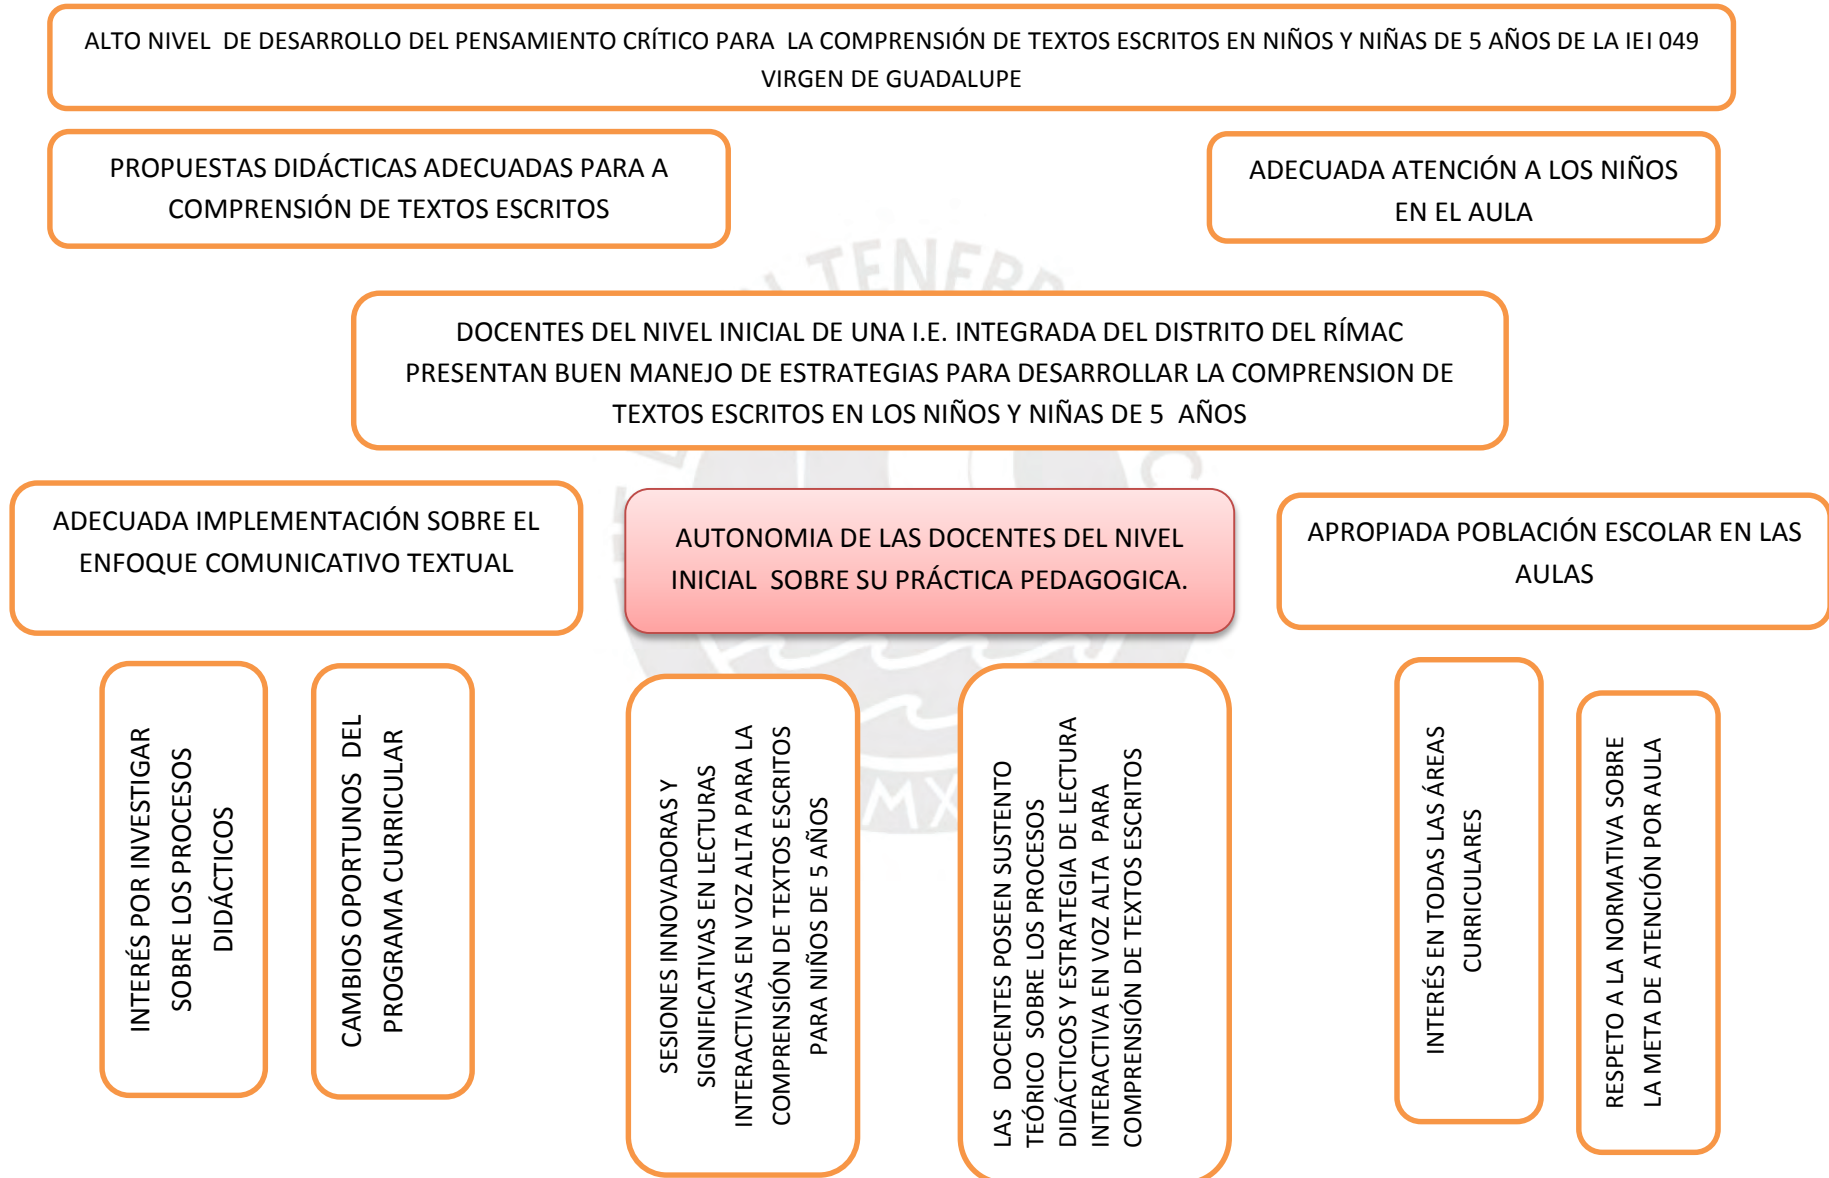 ALTO NIVEL DE DESARROLLO DEL PENSAMIENTO CRÍTICO PARA LA COMPRENSIÓN DE TEXTOS ESCRITOS EN NIÑOS Y NIÑAS DE 5 AÑOS DE LA IEI 049
VIRGEN DE GUADALUPE
PROPUESTAS DIDÁCTICAS ADECUADAS PARA A
COMPRENSIÓN DE TEXTOS ESCRITOS
ADECUADA ATENCIÓN A LOS NIÑOS
EN EL AULA
TENEBR
DOCENTES DEL NIVEL INICIAL DE UNA I.E. INTEGRADA DEL DISTRITO DEL RÍMAC
PRESENTAN BUEN MANEJO DE ESTRATEGIAS PARA DESARROLLAR LA COMPRENSION DE
TEXTOS ESCRITOS EN LOS NIÑOS Y NIÑAS DE 5 AÑOS
ADECUADA IMPLEMENTACIÓN SOBRE EL
ENFOQUE COMUNICATIVO TEXTUAL
AUTONOMIA DE LAS DOCENTES DEL NIVEL
INICIAL SOBRE SU PRÁCTICA PEDAGOGICA.
APROPIADA POBLACIÓN ESCOLAR EN LAS
AULAS
INTERÉS POR INVESTIGAR
SOBRE LOS PROCESOS
DIDÁCTICOS
CAMBIOS OPORTUNOS DEL
PROGRAMA CURRICULAR
SESIONES INNOVADORAS Y
SIGNIFICATIVAS EN LECTURAS
INTERACTIVAS EN VOZ ALTA PARA LA
COMPRENSIÓN DE TEXTOS ESCRITOS
PARA NIÑOS DE 5 AÑOS
LAS DOCENTES POSEEN SUSTENTO
TEÓRICO SOBRE LOS PROCESOS
DIDÁCTICOS Y ESTRATEGIA DE LECTURA
INTERACTIVA EN VOZ ALTA PARA
COMPRENSIÓN DE TEXTOS ESCRITOS
INTERÉS EN TODAS LAS ÁREAS
CURRICULARES
RESPETO A LA NORMATIVA SOBRE
LA META DE ATENCIÓN POR AULA